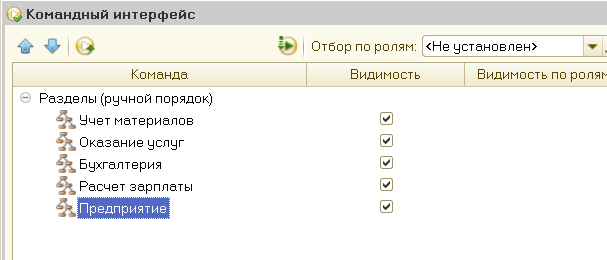 Командный интерфейс
Отбор по ролям: <Не установлен>
Команда Видимость Видимость по ролям
Разделы (ручной порядок)
Учет материалов
Оказание услуг
Бухгалтерия
Расчет зарплаты
Предприятие